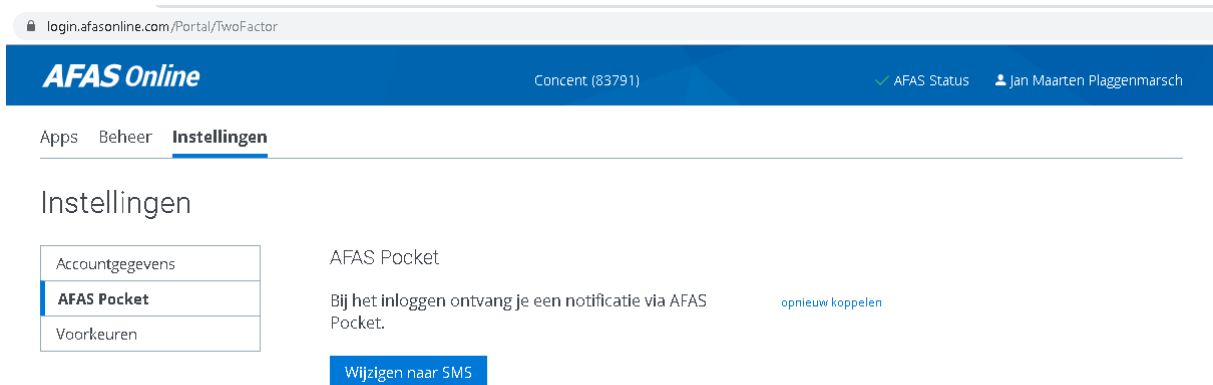 login.afasonline.com/Portal/TwoFactor
AFAS Online Concent (83791) AFAS Status Jan Maarten Plaggenmarsch
Apps Beheer Instellingen
Instellingen
Accountgegevens
AFAS Pocket
Voorkeuren
AFAS Pocket
Bij het inloggen ontvang je een notificatie via AFAS
Pocket.
opnieuw koppelen
Wijzigen naar SMS